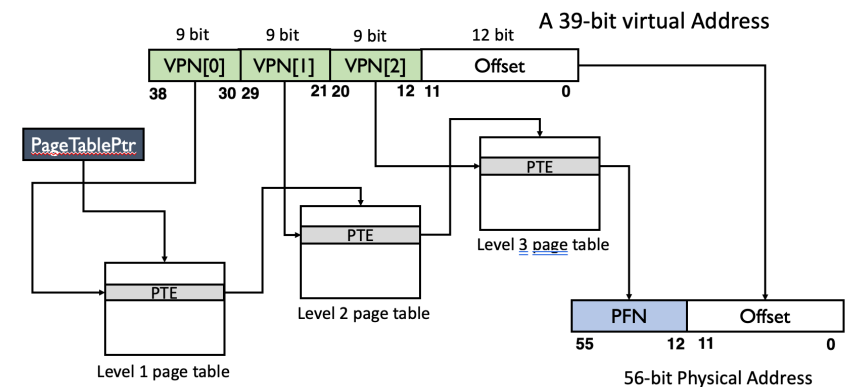 A 39-bit virtual Address
9 bit 9 bit 9 bit 12 bit
VPN[0] VPN[1] VPN[2] Offset
38 30 29 21 20 12 11 0
PageTablePtr
PTE
Level 3 page table
PTE
Level 2 page table
PTE
Level 1 page table
PFN Offset
55 12 11 0
56-bit Physical Address